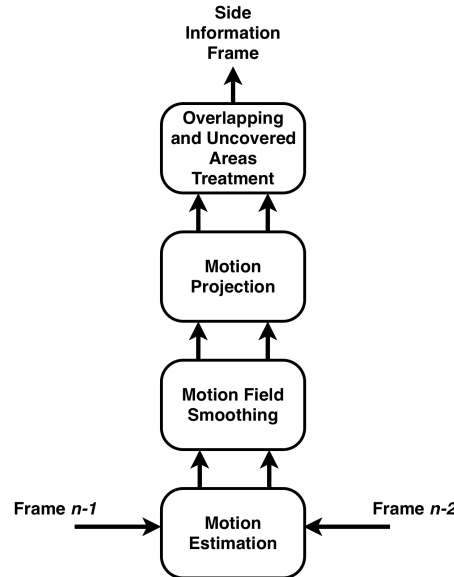 Side
Information
Frame
Overlapping
and Uncovered
Areas
Treatment
Motion
Projection
Motion Field
Smoothing
Frame n-1
Frame n-2
Motion
Estimation